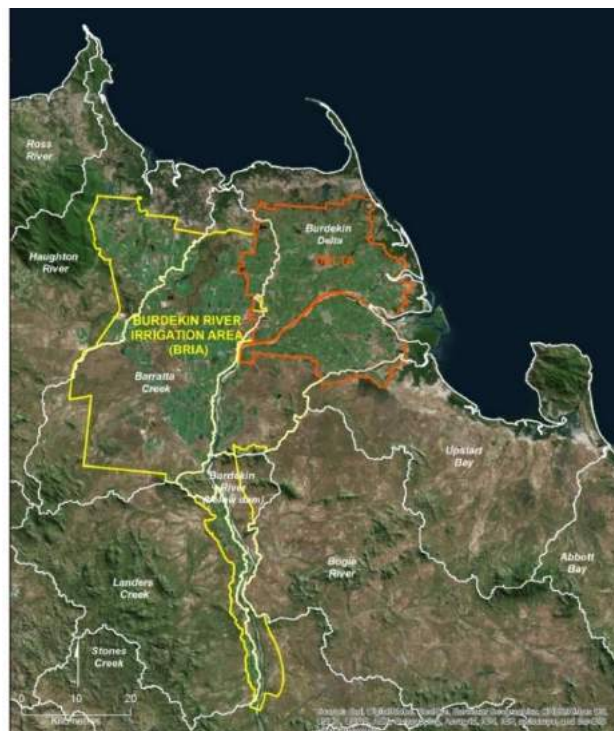 Ross
River
Burdekin
Delta
DELTA
Haughton
River
BURDEKIN RIVER
IRRIGATION AREA
(BRIA)
Barratta
Creek
Upstart
Bay
Burdekin
River
Bogie
River
Abbott
Bay
Landers
Creek
Stones
Creek
0 10 20
Kilometres